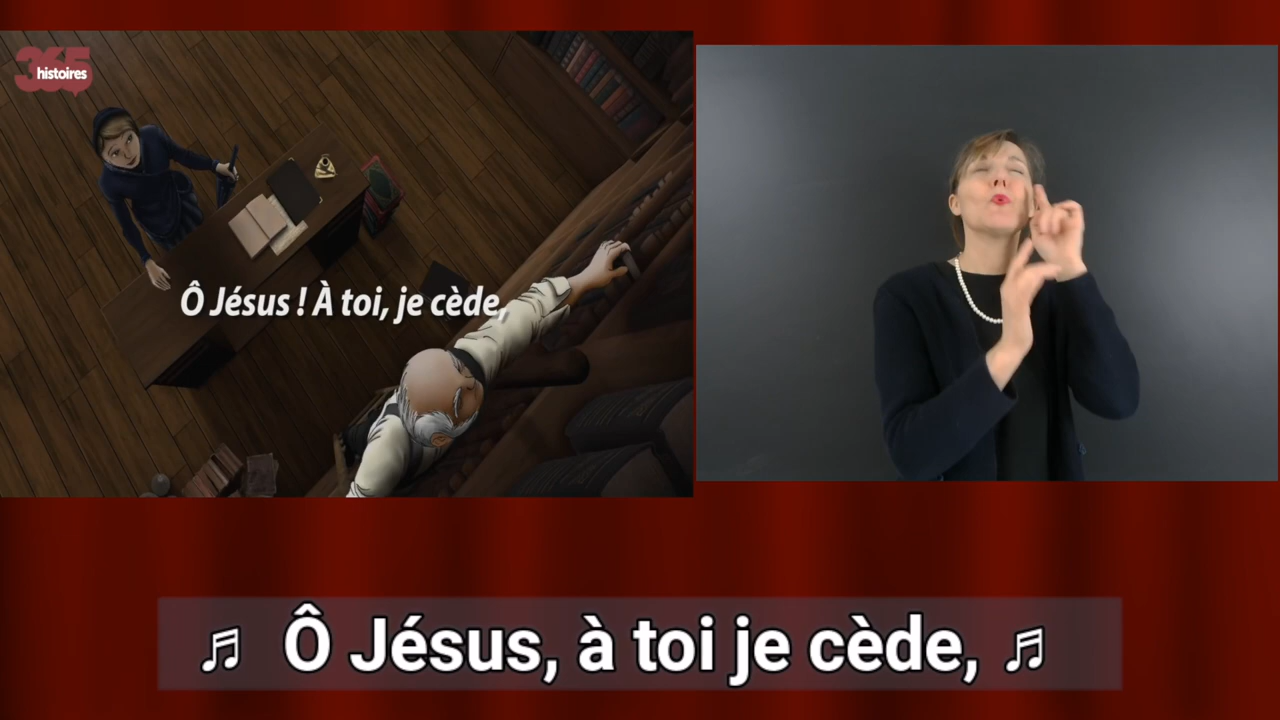 365
histoires
Ô Jésus ! À toi, je cède,
♬ Ô Jésus, à toi je cède, ♬